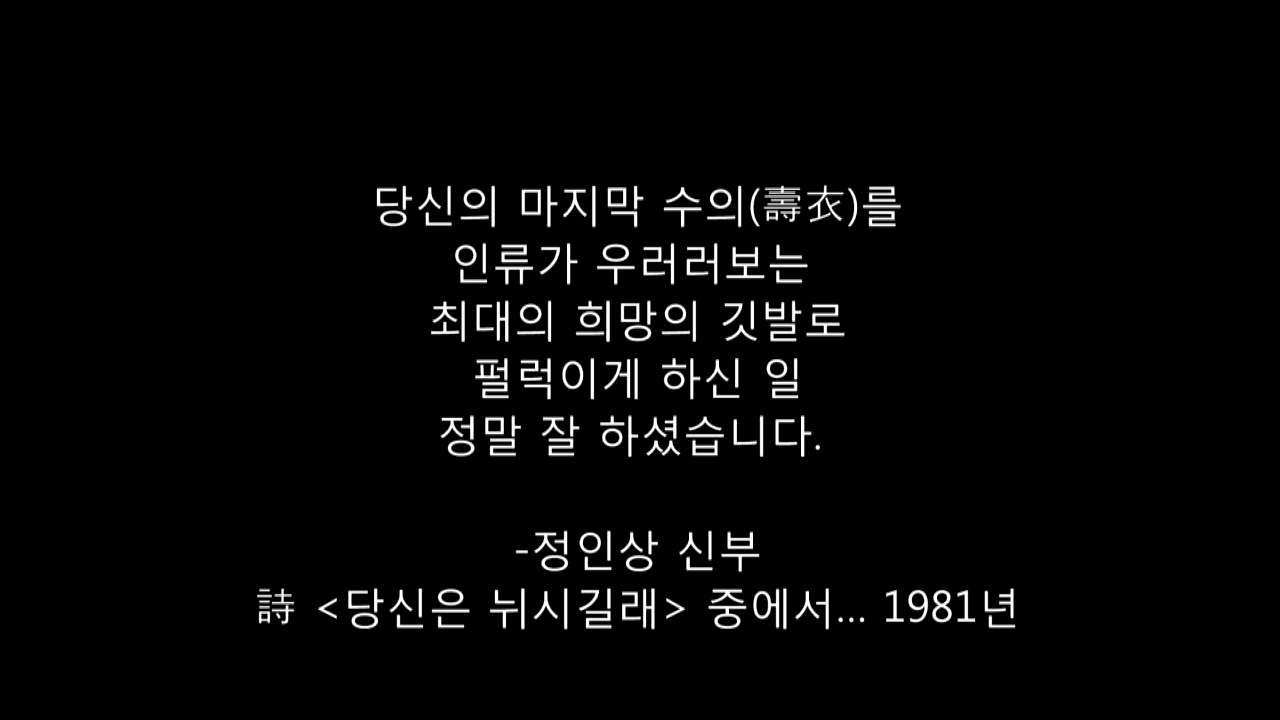 당신의 마지막 수의(壽衣)를
인류가 우러러보는
최대의 희망의 깃발로
펄럭이게 하신 일
정말 잘 하셨습니다.
-정인상 신부
詩 <당신은 뉘시길래> 중에서... 1981년